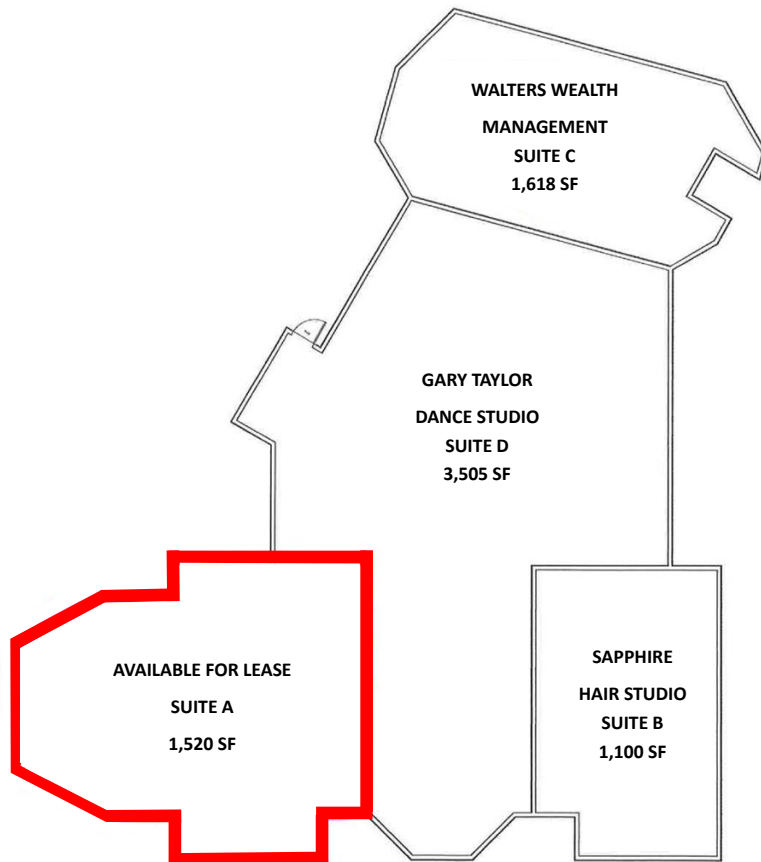 WALTERS WEALTH
MANAGEMENT
SUITE C
1,618 SF
GARY TAYLOR
DANCE STUDIO
SUITE D
3,505 SF
AVAILABLE FOR LEASE
SUITE A
1,520 SF
SAPPHIRE
HAIR STUDIO
SUITE B
1,100 SF